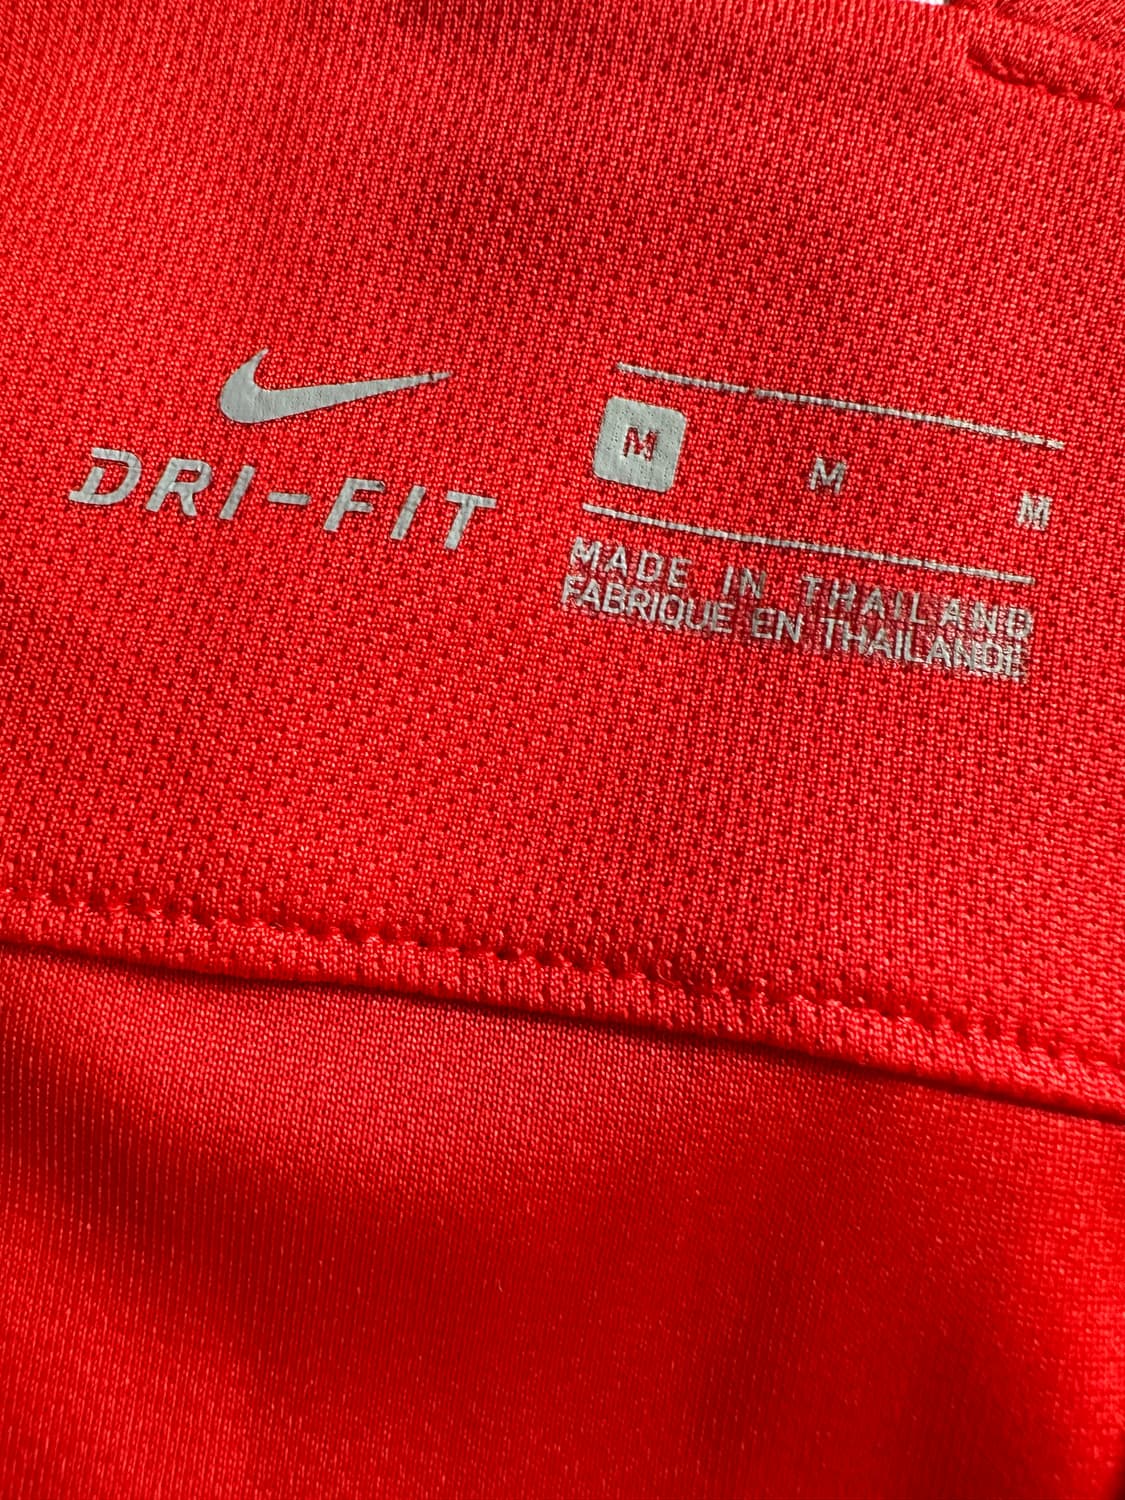 DRI-FIT
M M M
MADE IN THAILAND
FABRIQUE EN THAILANDE